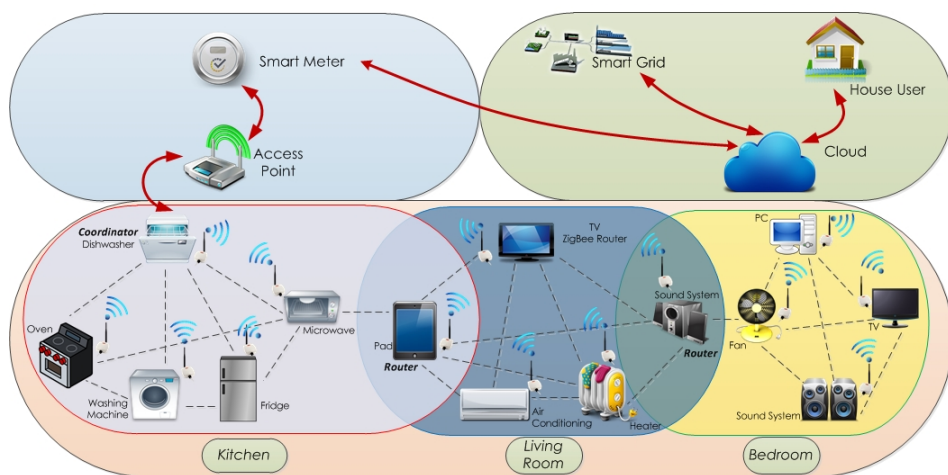 Smart Meter
Access
Point
Smart Grid
House User
Cloud
Coordinator
Dishwasher
Oven
Microwave
Washing
Machine
Fridge
TV
ZigBee Router
Pad
Router
Air
Conditioning
Heater
Sound System
Router
PC
Fan
TV
Sound System
Kitchen
Living
Room
Bedroom